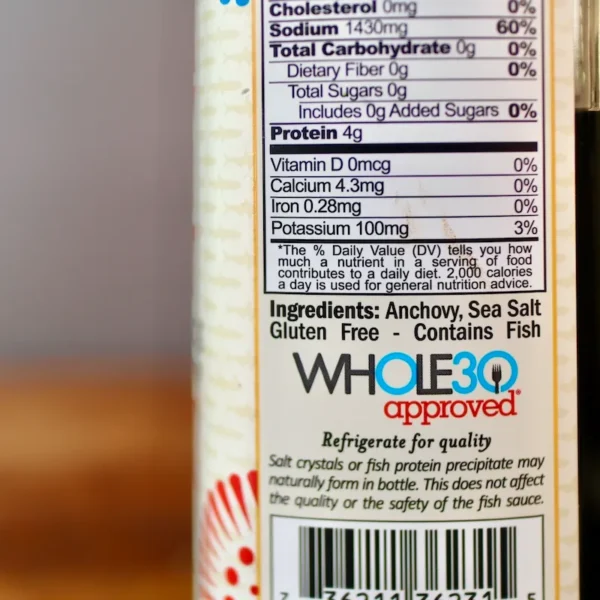 Cholesterol 0mg 0%
Sodium 1430mg 60%
Total Carbohydrate 0g 0%
Dietary Fiber 0g 0%
Total Sugars 0g
Includes 0g Added Sugars 0%
Protein 4g
Vitamin D 0mcg 0%
Calcium 4.3mg 0%
Iron 0.28mg 0%
Potassium 100mg 3%
*The % Daily Value (DV) tells you how
much a nutrient in a serving of food
contributes to a daily diet. 2,000 calories
a day is used for general nutrition advice.
Ingredients: Anchovy, Sea Salt
Gluten Free - Contains Fish
WHOLE30
approved®
Refrigerate for quality
Salt crystals or fish protein precipitate may
naturally form in bottle. This does not affect
the quality or the safety of the fish sauce.